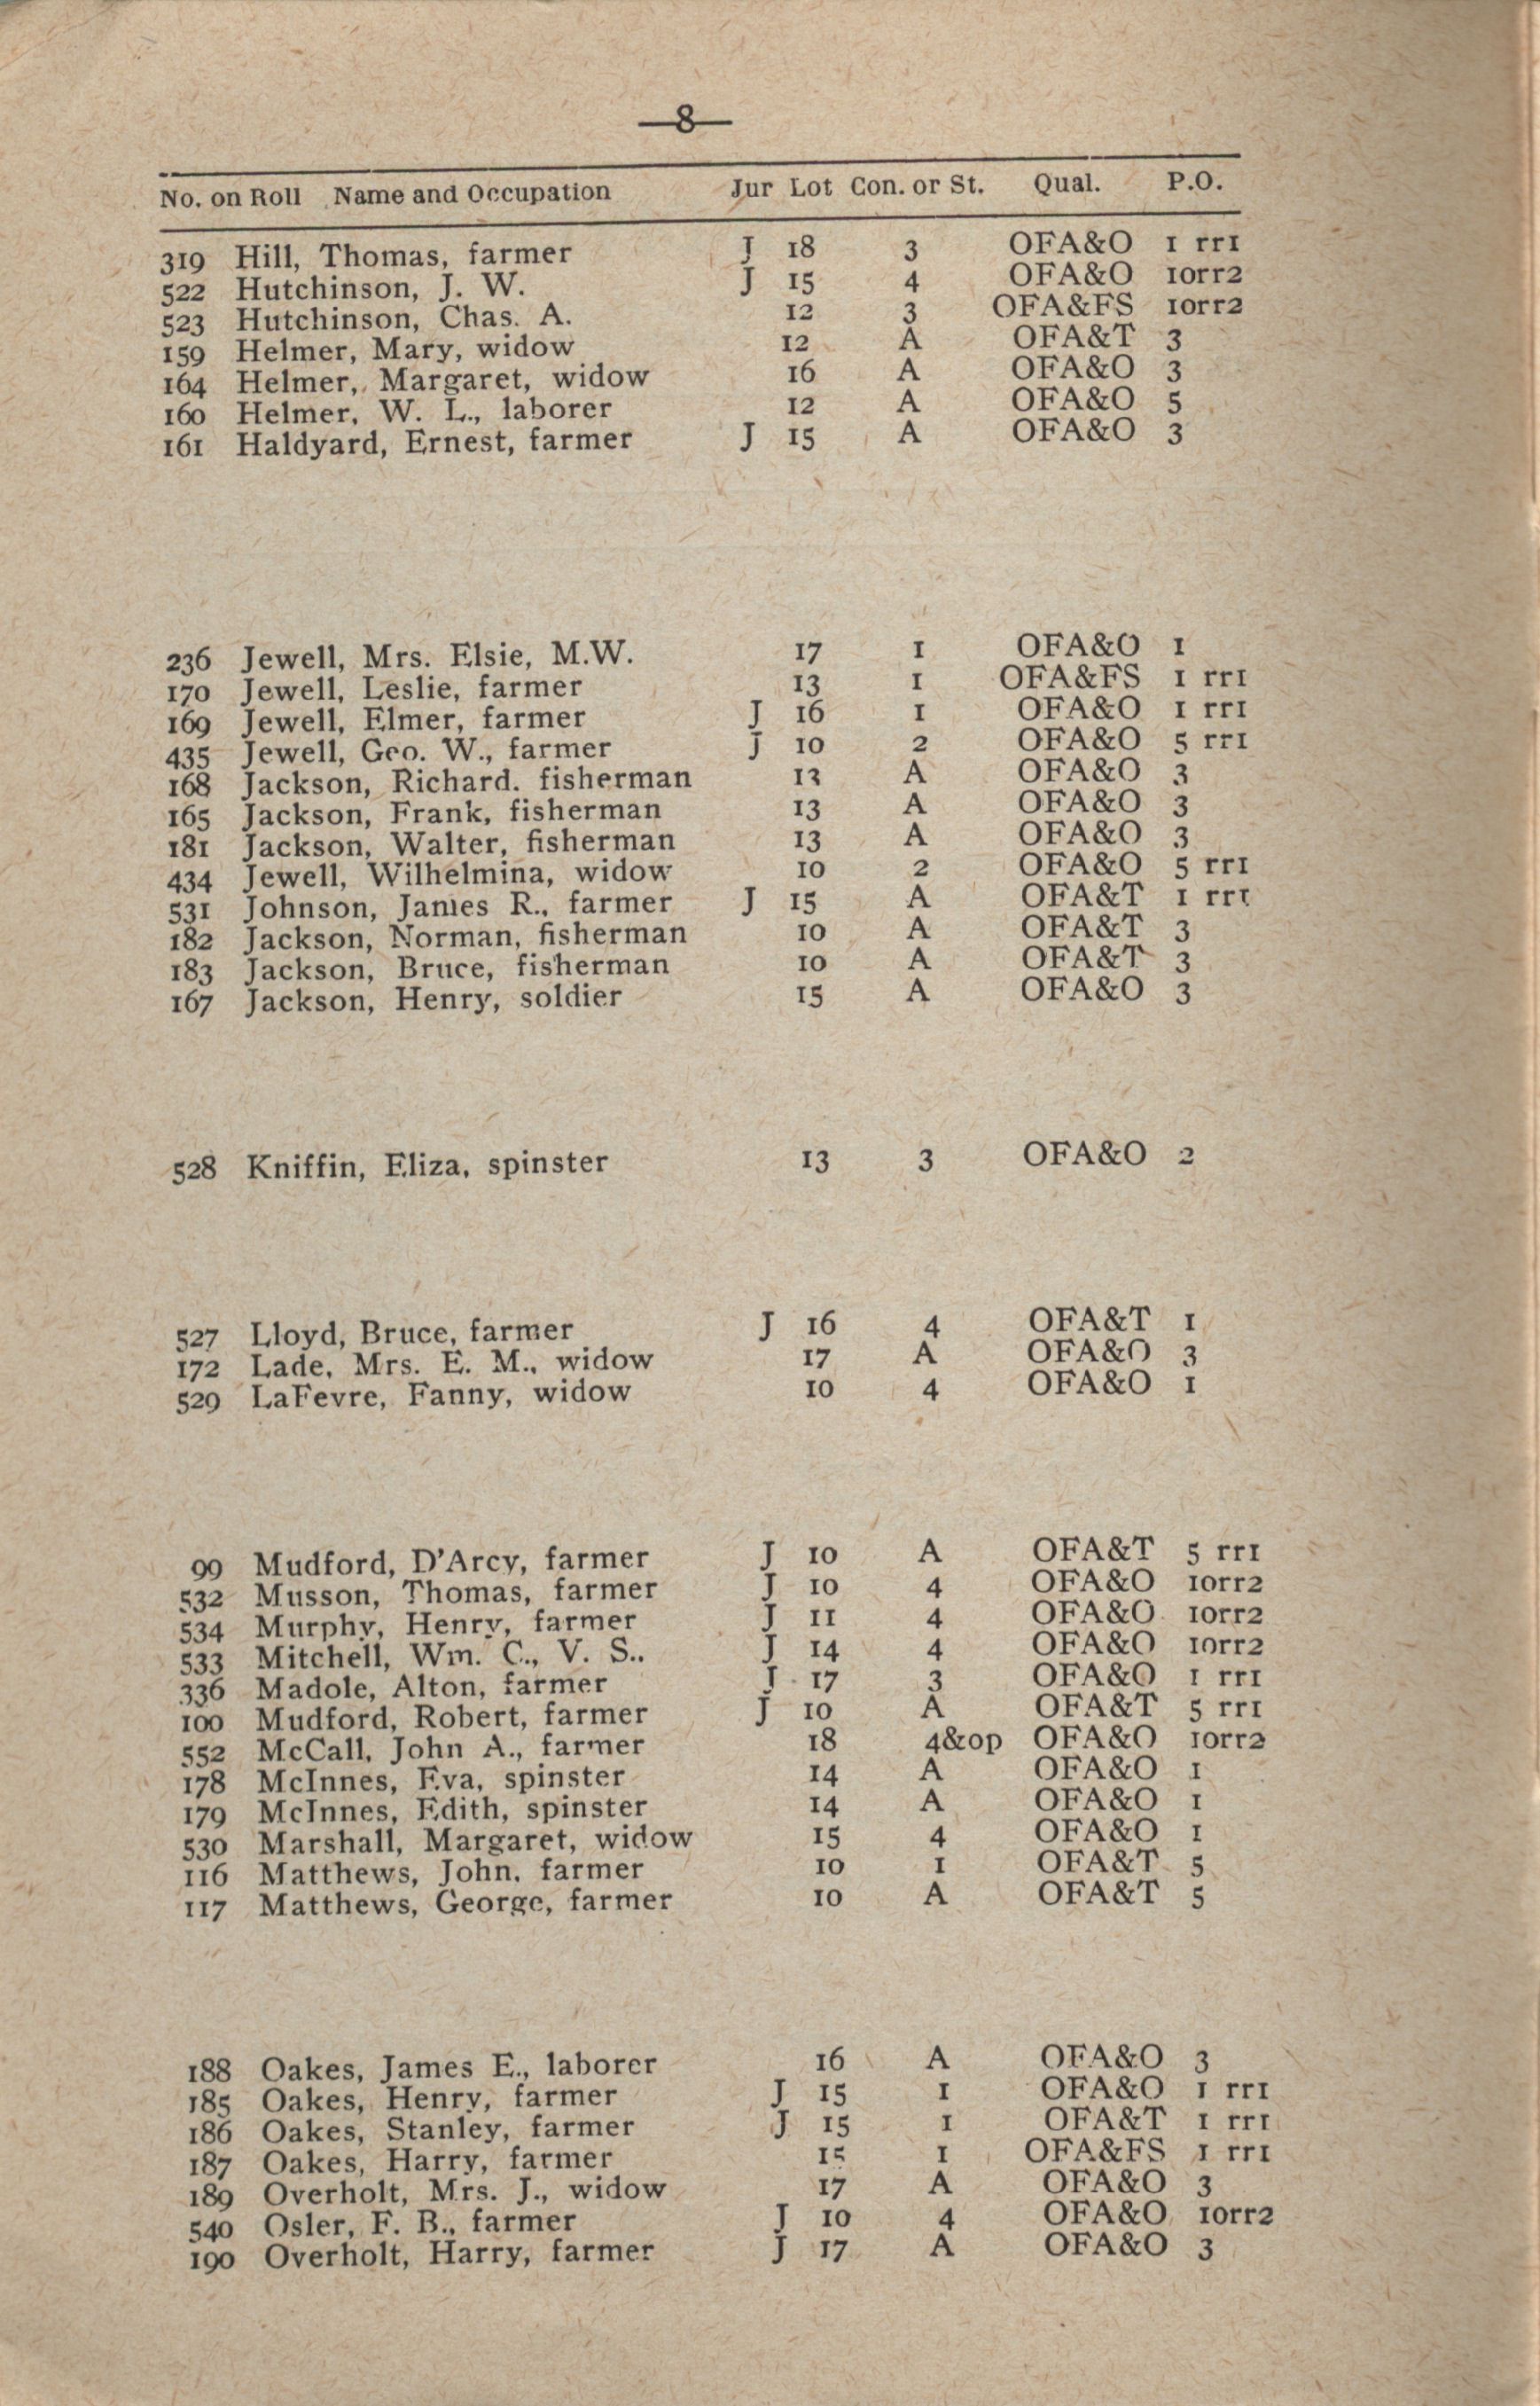 —8—
No. on Roll Name and Occupation Jur Lot Con. or St. Qual. P.O.
319 Hill, Thomas, farmer J 18 3 OFA&O 1 rr1
522 Hutchinson, J. W. J 15 4 OFA&O 10rr2
523 Hutchinson, Chas. A. 12 3 OFA&FS 10rr2
159 Helmer, Mary, widow 12 A OFA&T 3
164 Helmer, Margaret, widow 16 A OFA&O 3
160 Helmer, W. L., laborer 12 A OFA&O 5
161 Haldyard, Ernest, farmer J 15 A OFA&O 3
236 Jewell, Mrs. Elsie, M.W. 17 1 OFA&O 1
170 Jewell, Leslie, farmer 13 1 OFA&FS 1 rr1
169 Jewell, Elmer, farmer J 16 1 OFA&O 1 rr1
435 Jewell, Geo. W., farmer J 10 2 OFA&O 5 rr1
168 Jackson, Richard. fisherman 13 A OFA&O 3
165 Jackson, Frank, fisherman 13 A OFA&O 3
181 Jackson, Walter, fisherman 13 A OFA&O 3
434 Jewell, Wilhelmina, widow 10 2 OFA&O 5 rr1
531 Johnson, James R., farmer J 15 A OFA&T 1 rr1
182 Jackson, Norman, fisherman 10 A OFA&T 3
183 Jackson, Bruce, fisherman 10 A OFA&T 3
167 Jackson, Henry, soldier 15 A OFA&O 3
528 Kniffin, Eliza, spinster 13 3 OFA&O 2
527 Lloyd, Bruce, farmer J 16 4 OFA&T 1
172 Lade, Mrs. E. M., widow 17 A OFA&O 3
529 LaFevre, Fanny, widow 10 4 OFA&O 1
99 Mudford, D'Arcy, farmer J 10 A OFA&T 5 rr1
532 Musson, Thomas, farmer J 10 4 OFA&O 10rr2
534 Murphy, Henry, farmer J 11 4 OFA&O 10rr2
533 Mitchell, Wm. C., V. S.. J 14 4 OFA&O 10rr2
336 Madole, Alton, farmer J 17 3 OFA&O 1 rr1
100 Mudford, Robert, farmer J 10 A OFA&T 5 rr1
552 McCall, John A., farmer 18 4&op OFA&O 10rr2
178 McInnes, Eva, spinster 14 A OFA&O 1
179 McInnes, Edith, spinster 14 A OFA&O 1
530 Marshall, Margaret, widow 15 4 OFA&O 1
116 Matthews, John, farmer 10 1 OFA&T 5
117 Matthews, George, farmer 10 A OFA&T 5
188 Oakes, James E., laborer 16 A OFA&O 3
185 Oakes, Henry, farmer J 15 1 OFA&O 1 rr1
186 Oakes, Stanley, farmer J 15 1 OFA&T 1 rr1
187 Oakes, Harry, farmer 15 1 OFA&FS 1 rr1
189 Overholt, Mrs. J., widow 17 A OFA&O 3
540 Osler, F. B., farmer J 10 4 OFA&O 10rr2
190 Overholt, Harry, farmer J 17 A OFA&O 3